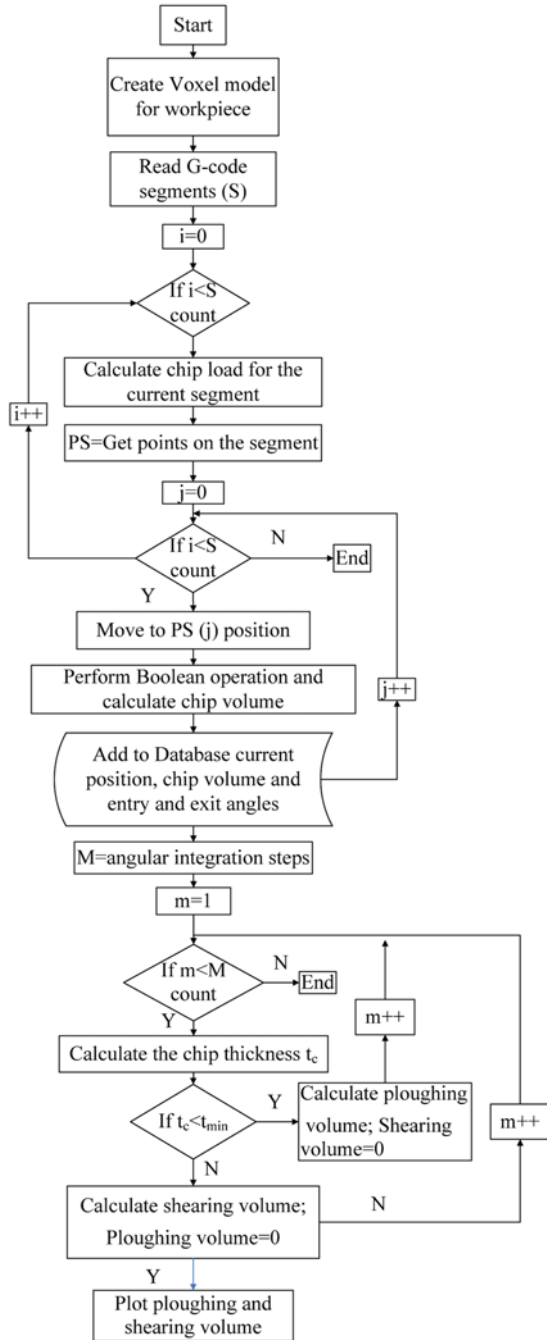 Start
Create Voxel model
for workpiece
Read G-code
segments (S)
i=0
If i<S
count
Calculate chip load for the
current segment
i++
PS=Get points on the segment
j=0
If i<S
count
N
End
Y
Move to PS (j) position
Perform Boolean operation and
calculate chip volume
j++
Add to Database current
position, chip volume and
entry and exit angles
M=angular integration steps
m=1
If m<M
count
N
End
Y
m++
Calculate the chip thickness tc
If tc<tmin
Y
Calculate ploughing
volume; Shearing
volume=0
m++
N
Calculate shearing volume;
Ploughing volume=0
N
Y
Plot ploughing and
shearing volume